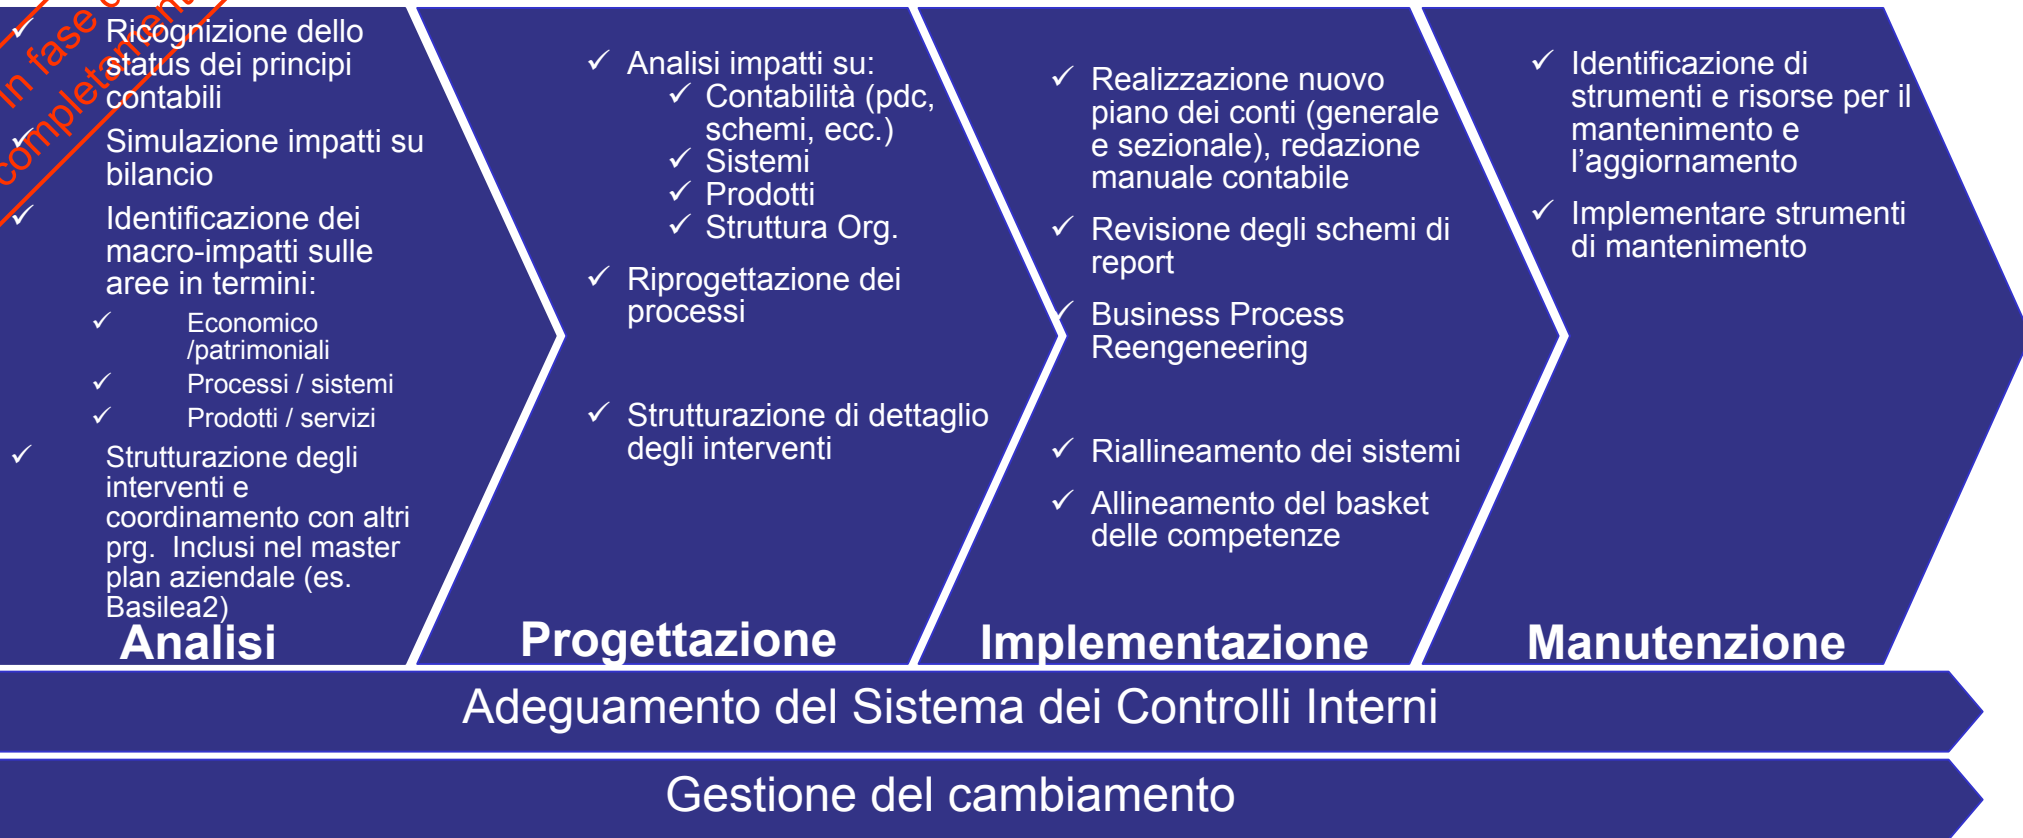 In fase
completament
✓ Ricognizione dello
status dei principi
contabili
✓ Simulazione impatti su
bilancio
✓ Identificazione dei
macro-impatti sulle
aree in termini:
✓ Economico
/patrimoniali
✓ Processi / sistemi
✓ Prodotti / servizi
✓ Strutturazione degli
interventi e
coordinamento con altri
prg. Inclusi nel master
plan aziendale (es.
Basilea2)
Analisi
✓ Analisi impatti su:
✓ Contabilità (pdc,
schemi, ecc.)
✓ Sistemi
✓ Prodotti
✓ Struttura Org.
✓ Riprogettazione dei
processi
✓ Strutturazione di dettaglio
degli interventi
Progettazione
✓ Realizzazione nuovo
piano dei conti (generale
e sezionale), redazione
manuale contabile
✓ Revisione degli schemi di
report
✓ Business Process
Reengeneering
✓ Riallineamento dei sistemi
✓ Allineamento del basket
delle competenze
Implementazione
✓ Identificazione di
strumenti e risorse per il
mantenimento e
l’aggiornamento
✓ Implementare strumenti
di mantenimento
Manutenzione
Adeguamento del Sistema dei Controlli Interni
Gestione del cambiamento